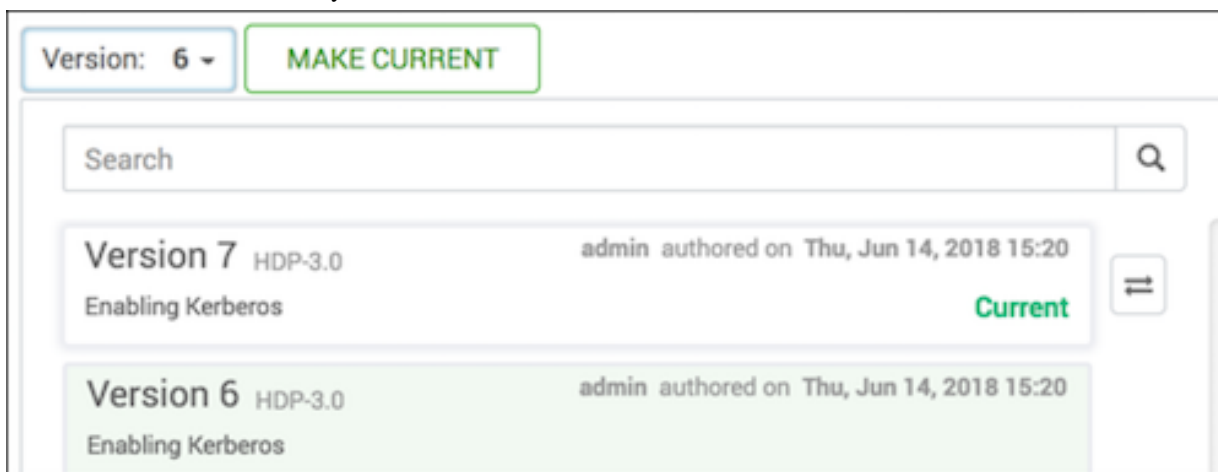 Version: 6
MAKE CURRENT
Search
Version 7 HDP-3.0 admin authored on Thu, Jun 14, 2018 15:20
Enabling Kerberos Current
Version 6 HDP-3.0 admin authored on Thu, Jun 14, 2018 15:20
Enabling Kerberos